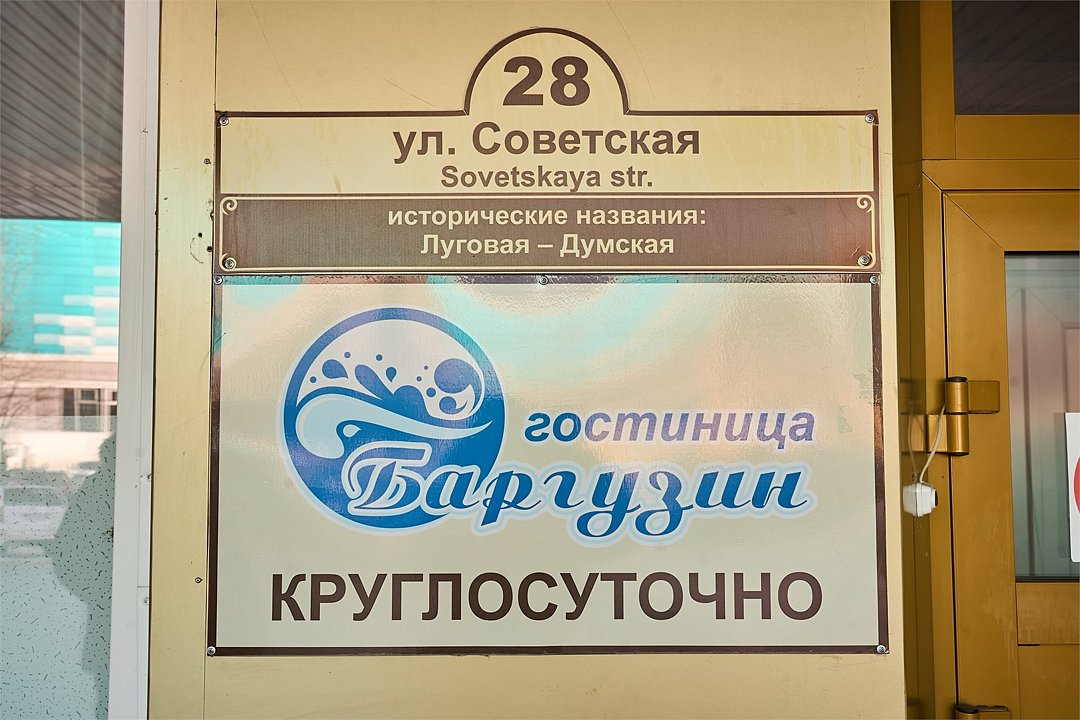 28
ул. Советская
Sovetskaya str.
исторические названия:
Луговая – Думская
гостиница
Баргузин
КРУГЛОСУТОЧНО